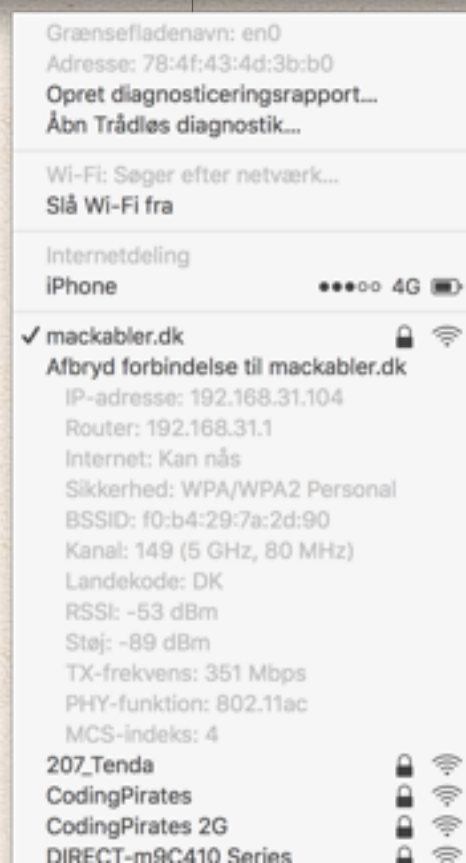 Grænsefladenavn: en0
Adresse: 78:4f:43:4d:3b:b0
Opret diagnosticeringsrapport...
Åbn Trådløs diagnostik...
Wi-Fi: Søger efter netværk...
Slå Wi-Fi fra
Internetdeling
iPhone 4G
✓ mackabler.dk
Afbryd forbindelse til mackabler.dk
IP-adresse: 192.168.31.104
Router: 192.168.31.1
Internet: Kan nås
Sikkerhed: WPA/WPA2 Personal
BSSID: f0:b4:29:7a:2d:90
Kanal: 149 (5 GHz, 80 MHz)
Landekode: DK
RSSI: -53 dBm
Støj: -89 dBm
TX-frekvens: 351 Mbps
PHY-funktion: 802.11ac
MCS-indeks: 4
207_Tenda
CodingPirates
CodingPirates 2G
DIRECT-m9C410 Series